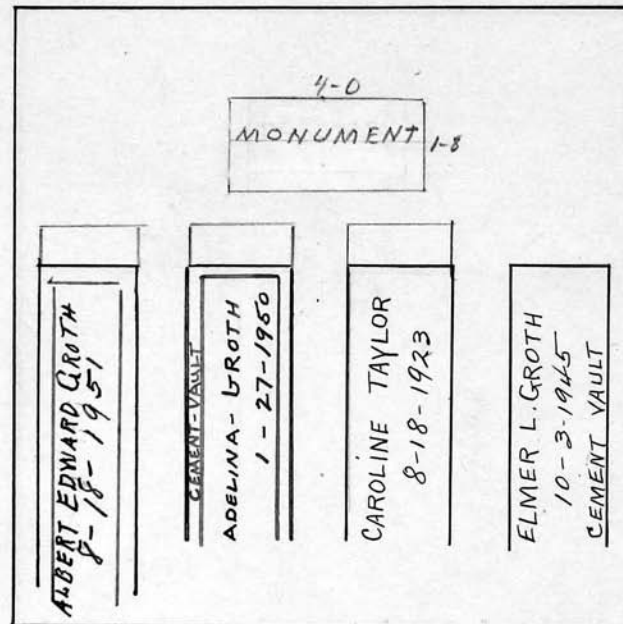 4-0
MONUMENT 1-8
ALBERT EDWARD GROTH
8-18-1951
CEMENT-VAULT
ADELINA-GROTH
1-27-1950
CAROLINE TAYLOR
8-18-1923
ELMER L. GROTH
10-3-1945
CEMENT VAULT